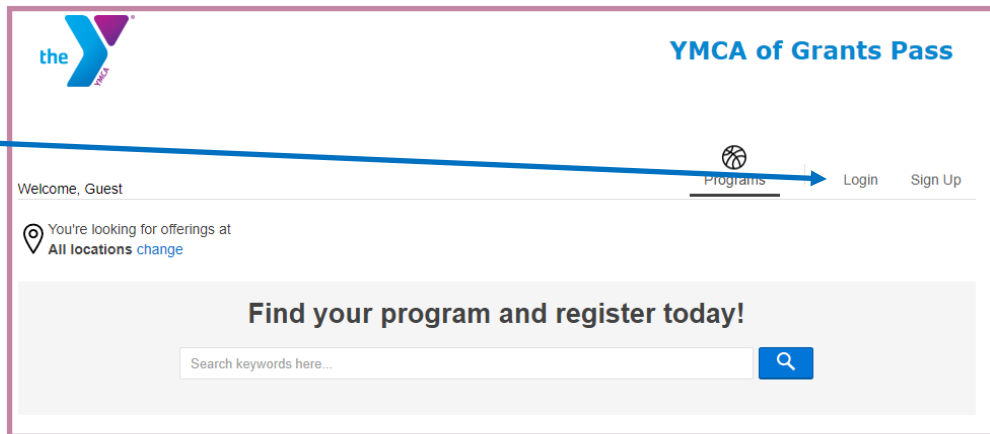 the
YMCA
YMCA of Grants Pass
Welcome, Guest
Programs
Login
Sign Up
You're looking for offerings at
All locations change
Find your program and register today!
Search keywords here...